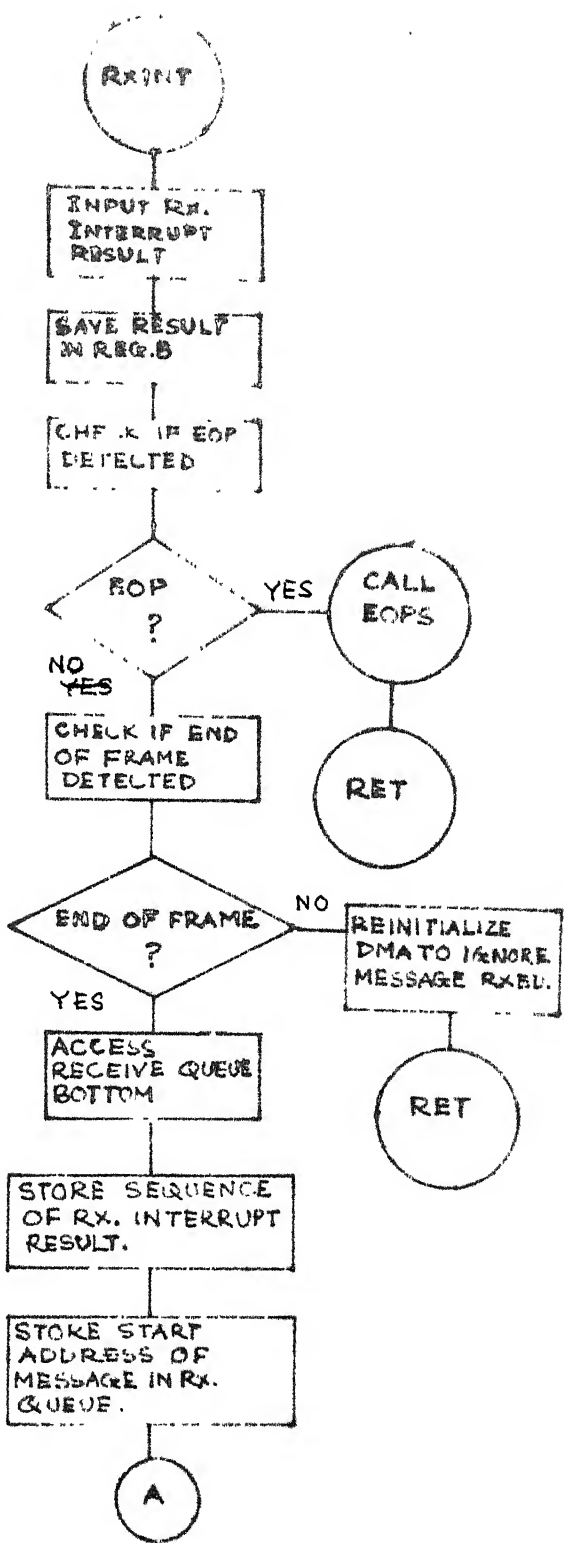 RXINT
INPUT RX.
INTERRUPT
RESULT
SAVE RESULT
IN REG.B
IF EOP
DETECTED
EOP
?
YES
CALL
EOPS
RET
NO
YES
CHECK IF END
OF FRAME
DETECTED
END OF FRAME
?
NO
REINITIALIZE
DMA TO IGNORE
MESSAGE RXED.
RET
YES
ACCESS
RECEIVE QUEUE
BOTTOM
STORE SEQUENCE
OF RX. INTERRUPT
RESULT.
STORE START
ADDRESS OF
MESSAGE IN RX.
QUEUE.
A